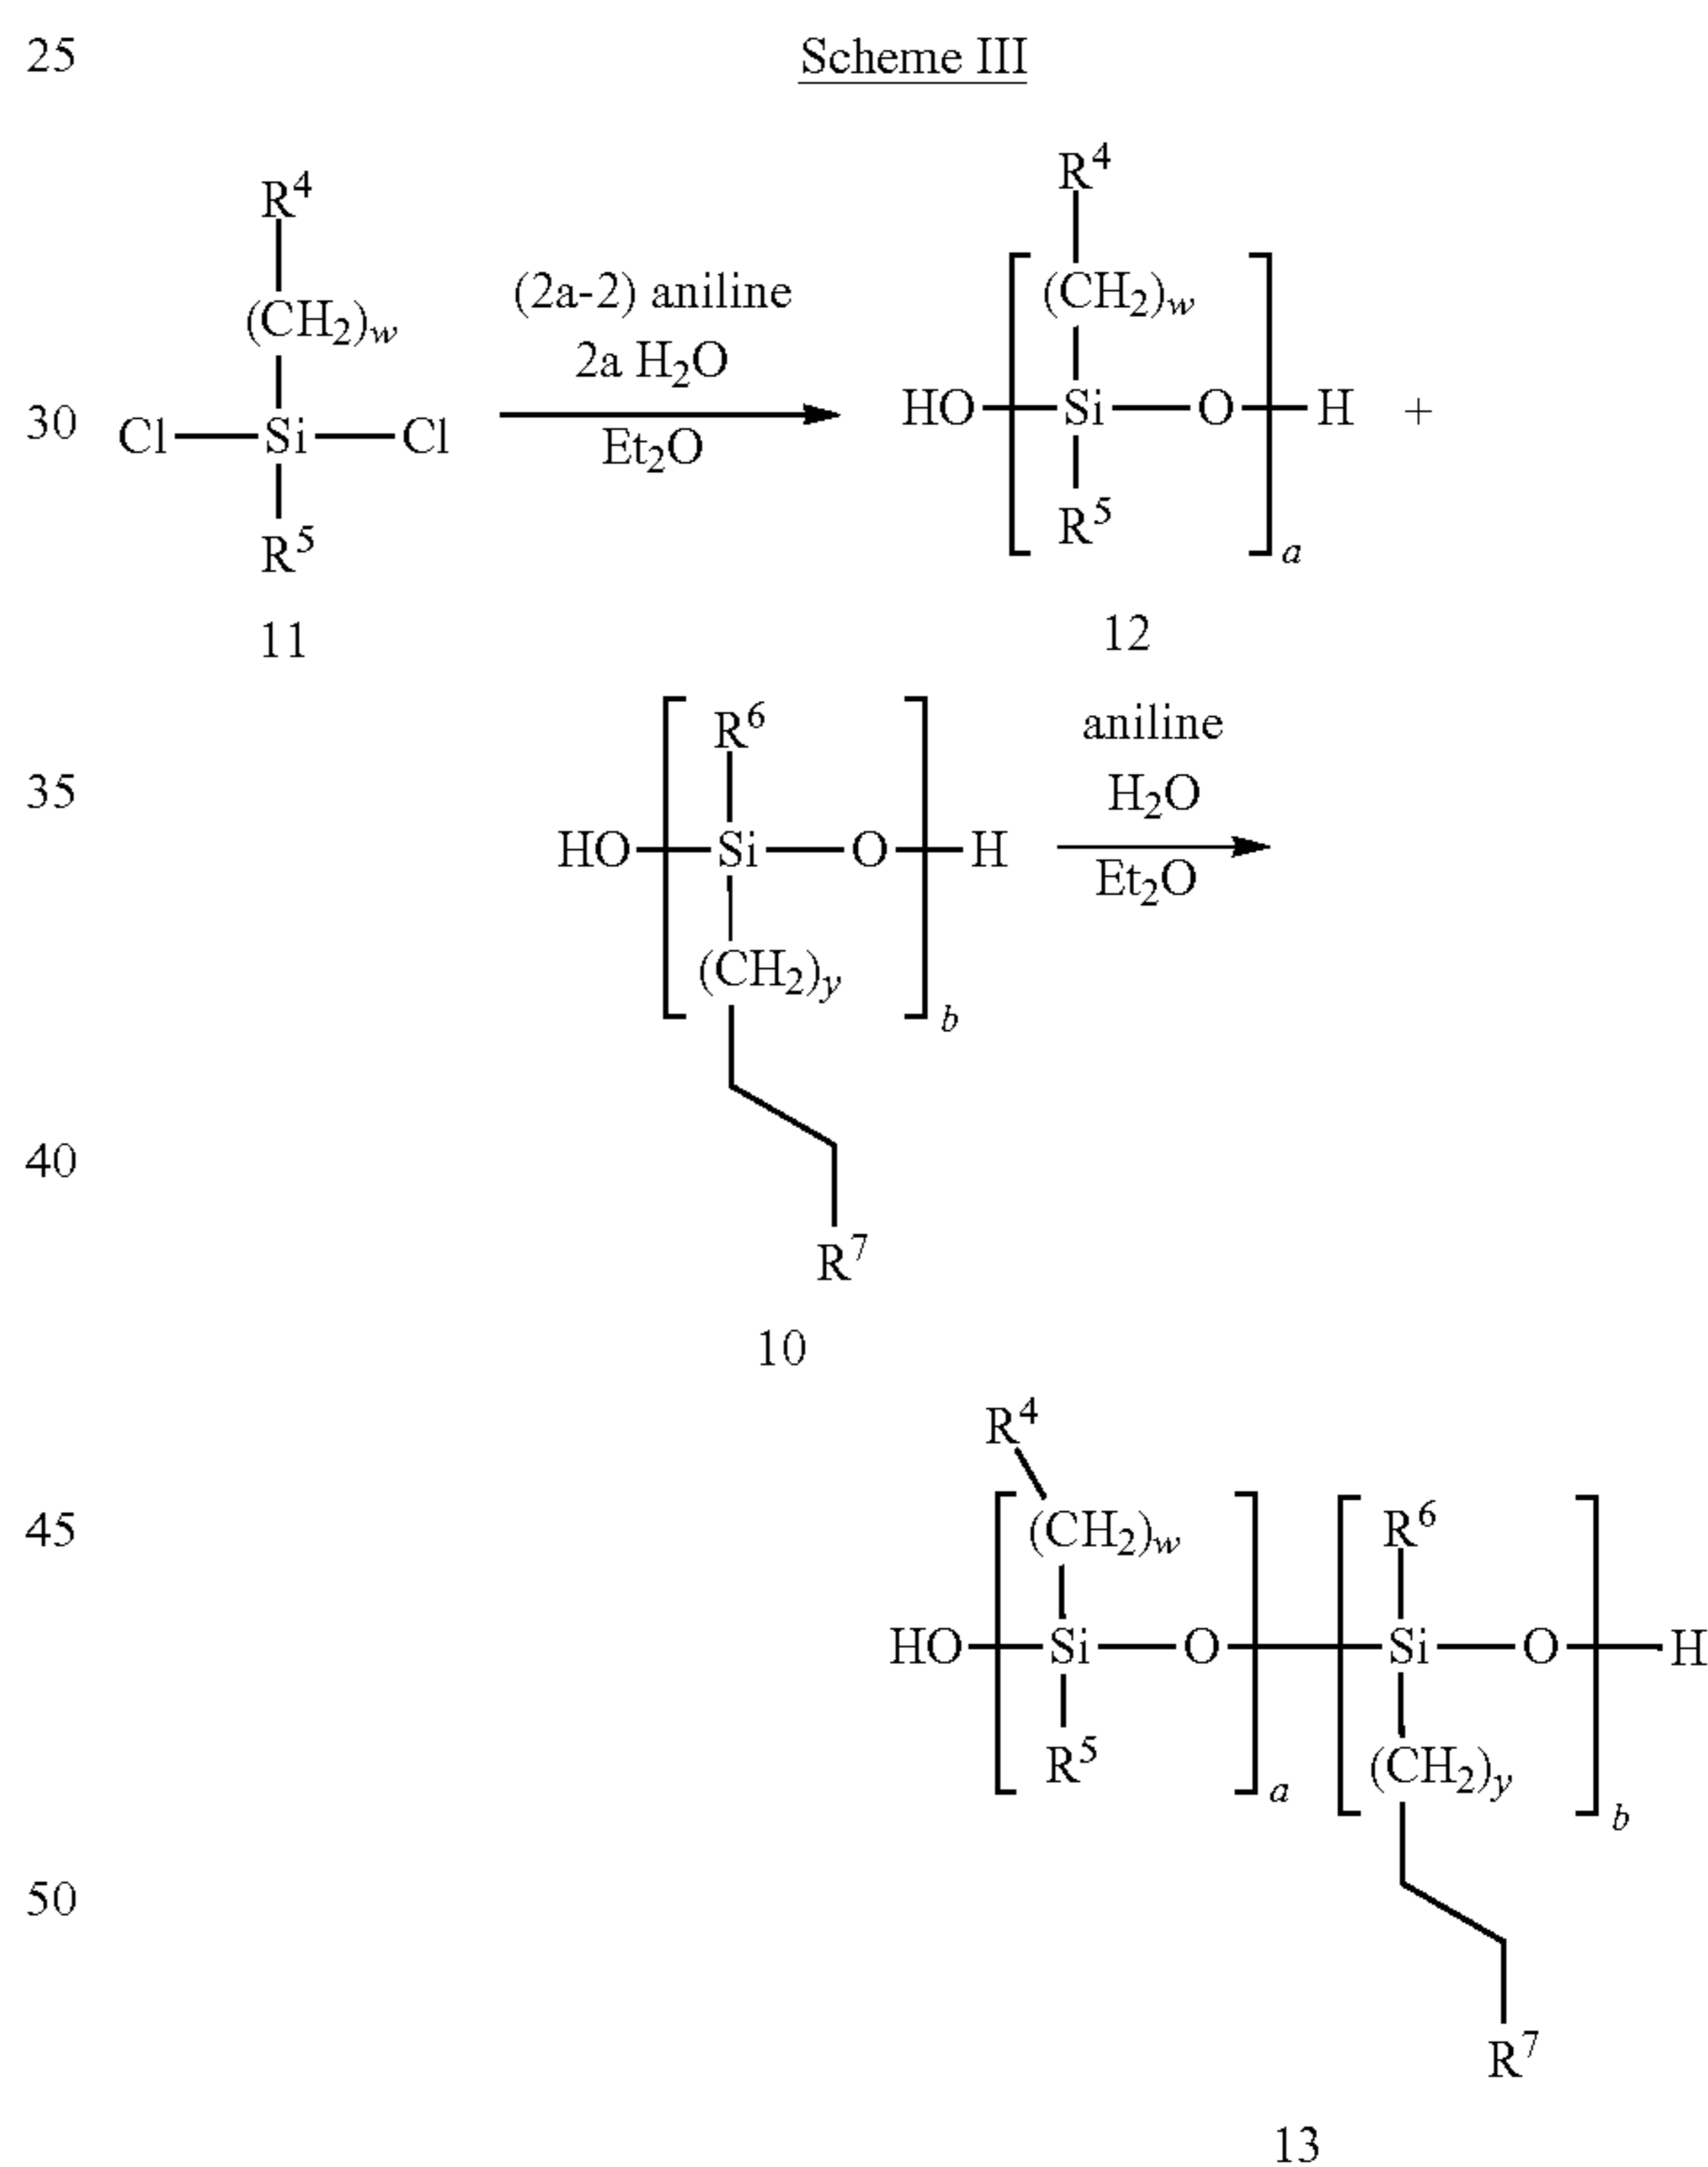 25
Scheme III
R⁴
(CH₂)w
30
Cl—Si—Cl
R⁵
11
(2a-2) aniline
2a H₂O
Et₂O
R⁴
(CH₂)w
HO—Si—O—H +
R⁵
a
12
35
R⁶
HO—Si—O—H
(CH₂)y
b
R⁷
10
aniline
H₂O
Et₂O
40
45
R⁴
(CH₂)w R⁶
HO—Si—O—Si—O—H
R⁵ a (CH₂)y b
50
R⁷
13